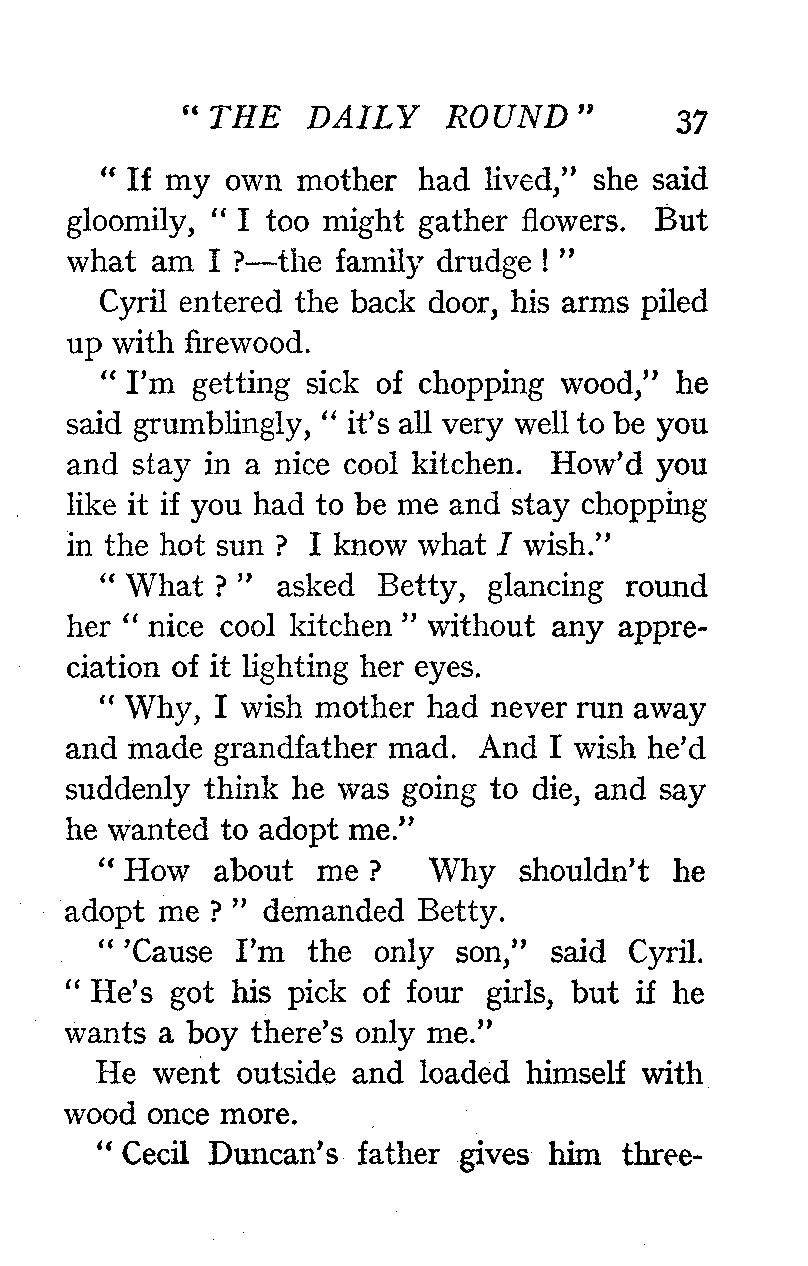 “ THE DAILY ROUND ” 37
“ If my own mother had lived,” she said
gloomily, “ I too might gather flowers. But
what am I ?—the family drudge ! ”
Cyril entered the back door, his arms piled
up with firewood.
“ I’m getting sick of chopping wood,” he
said grumblingly, “ it’s all very well to be you
and stay in a nice cool kitchen. How’d you
like it if you had to be me and stay chopping
in the hot sun ? I know what I wish.”
“ What ? ” asked Betty, glancing round
her “ nice cool kitchen ” without any appre-
ciation of it lighting her eyes.
“ Why, I wish mother had never run away
and made grandfather mad. And I wish he’d
suddenly think he was going to die, and say
he wanted to adopt me.”
“ How about me ? Why shouldn’t he
adopt me ? ” demanded Betty.
“ ’Cause I’m the only son,” said Cyril.
“ He’s got his pick of four girls, but if he
wants a boy there’s only me.”
He went outside and loaded himself with
wood once more.
“ Cecil Duncan’s father gives him three-